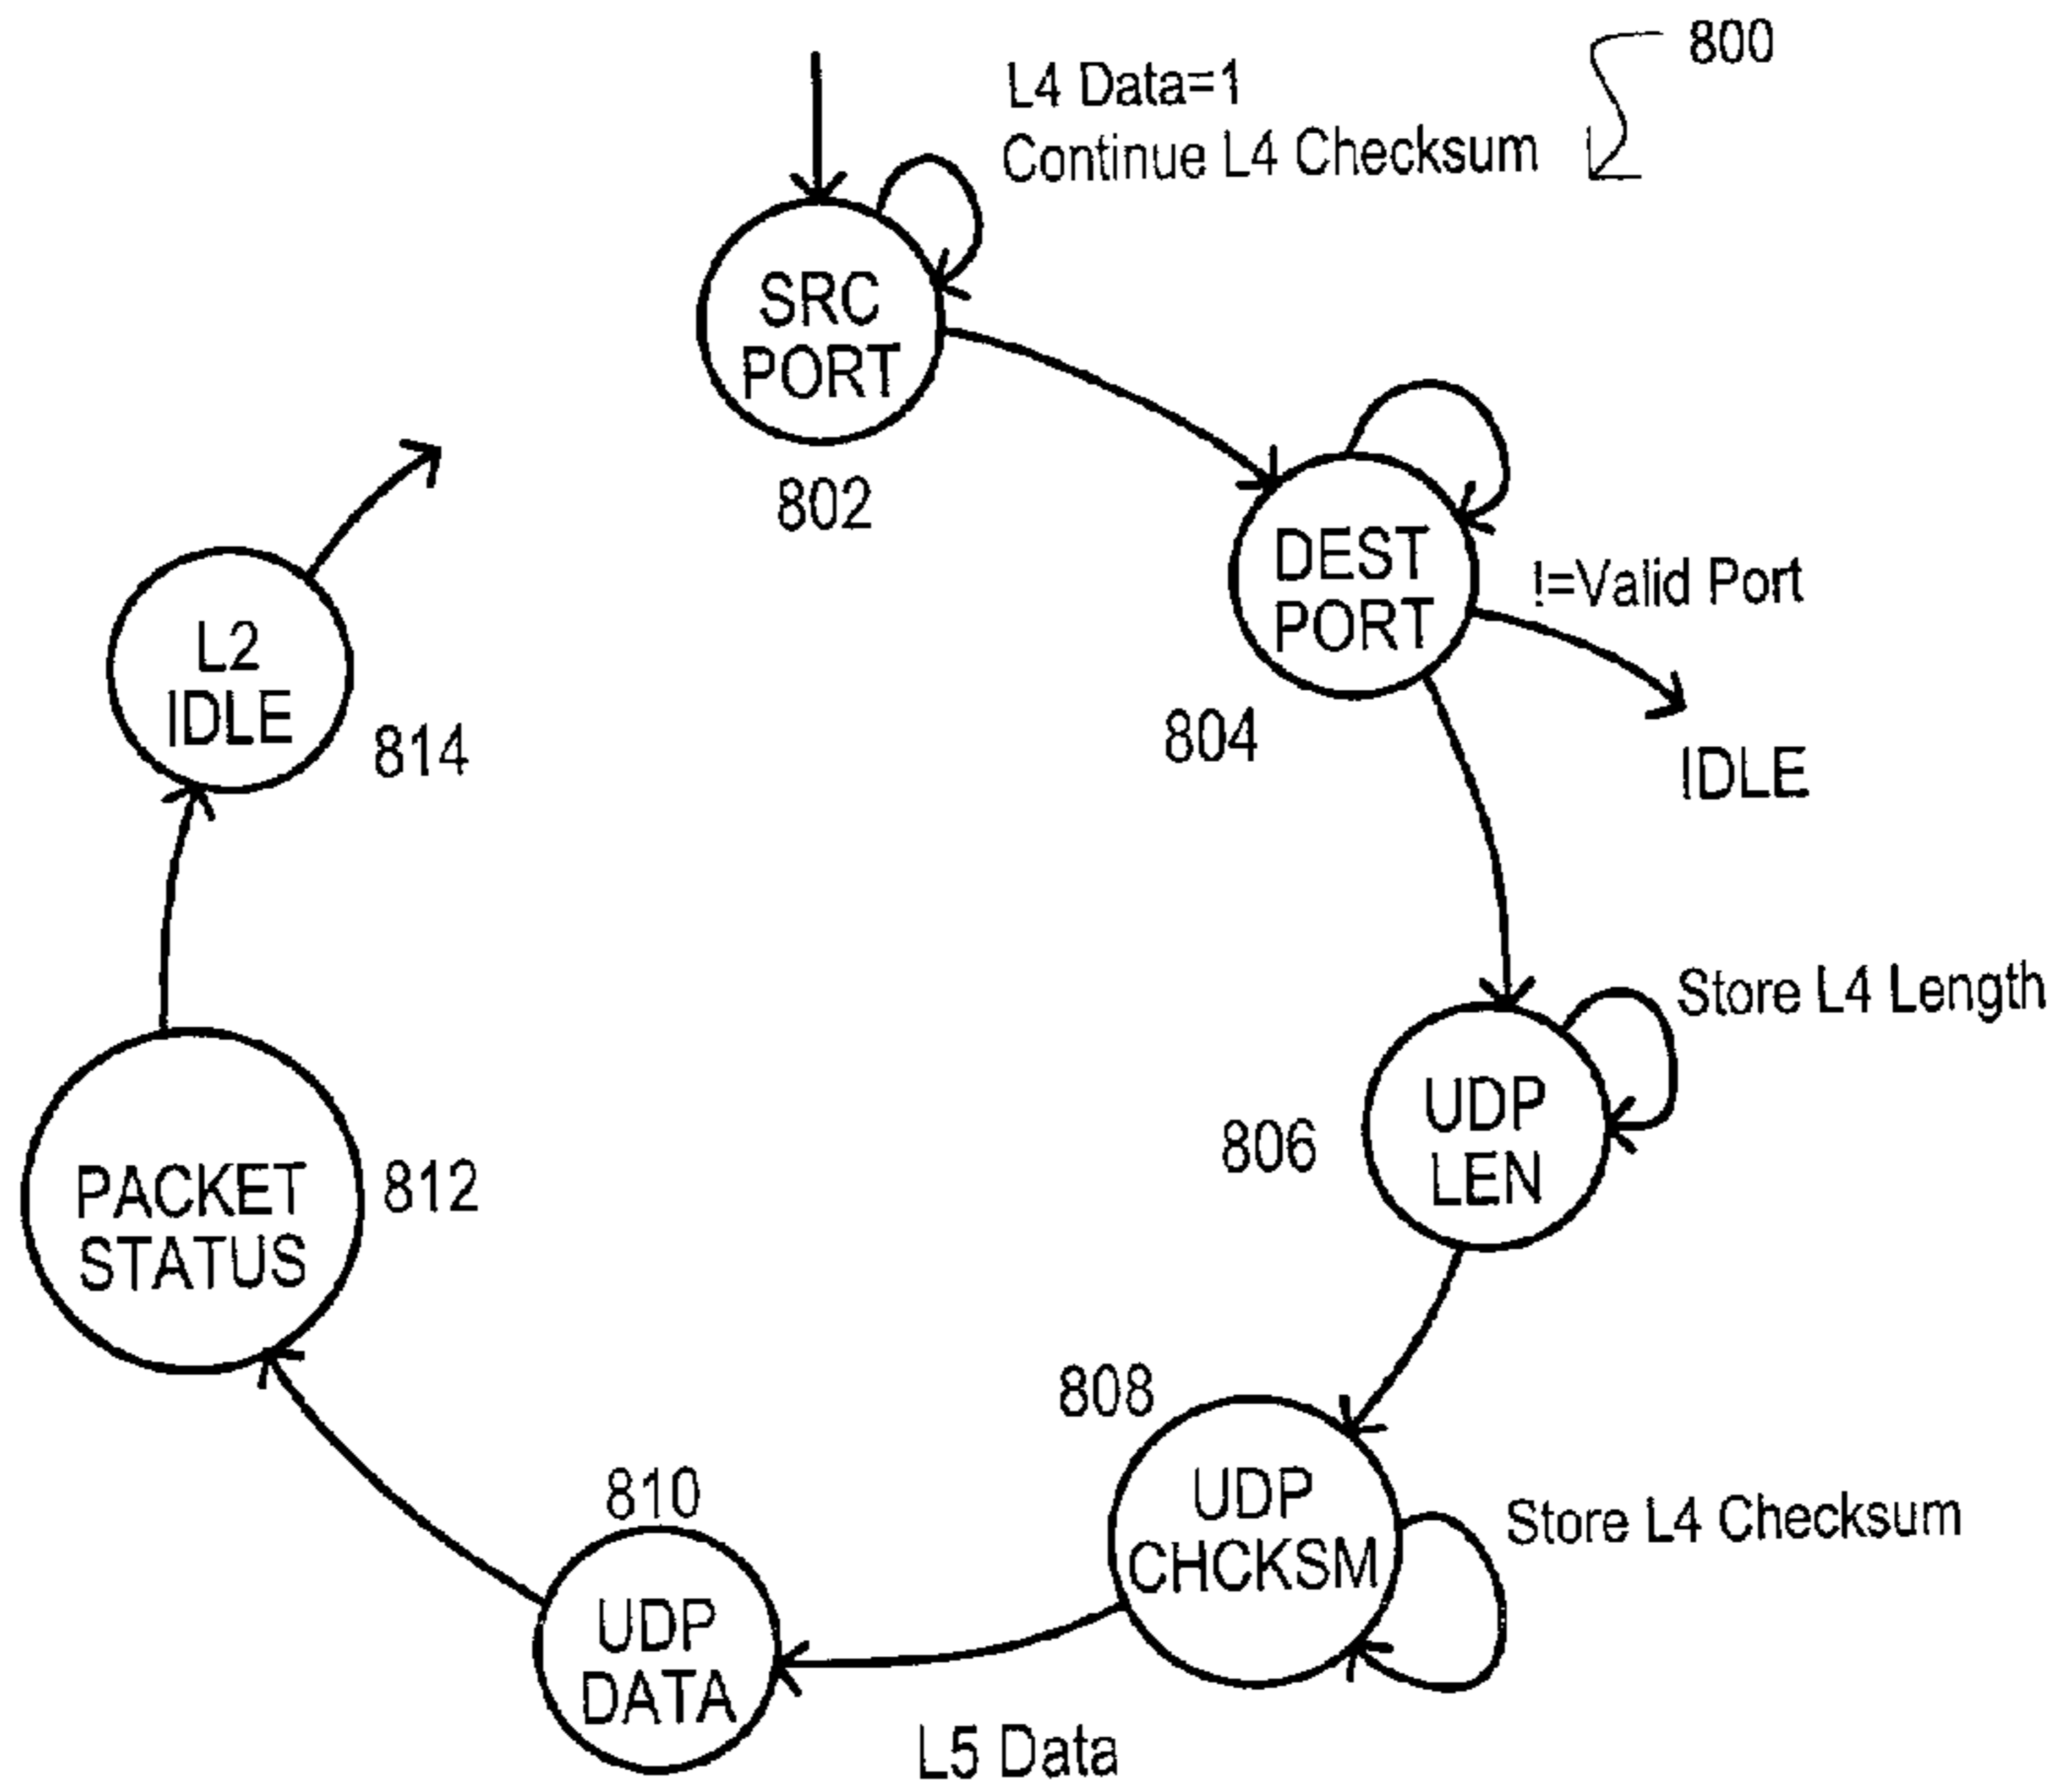 800
L4 Data=1
Continue L4 Checksum
SRC
PORT
802
DEST
PORT
804
!=Valid Port
IDLE
L2
IDLE
814
Store L4 Length
UDP
LEN
806
PACKET
STATUS
812
808
UDP
CHCKSM
Store L4 Checksum
810
UDP
DATA
L5 Data